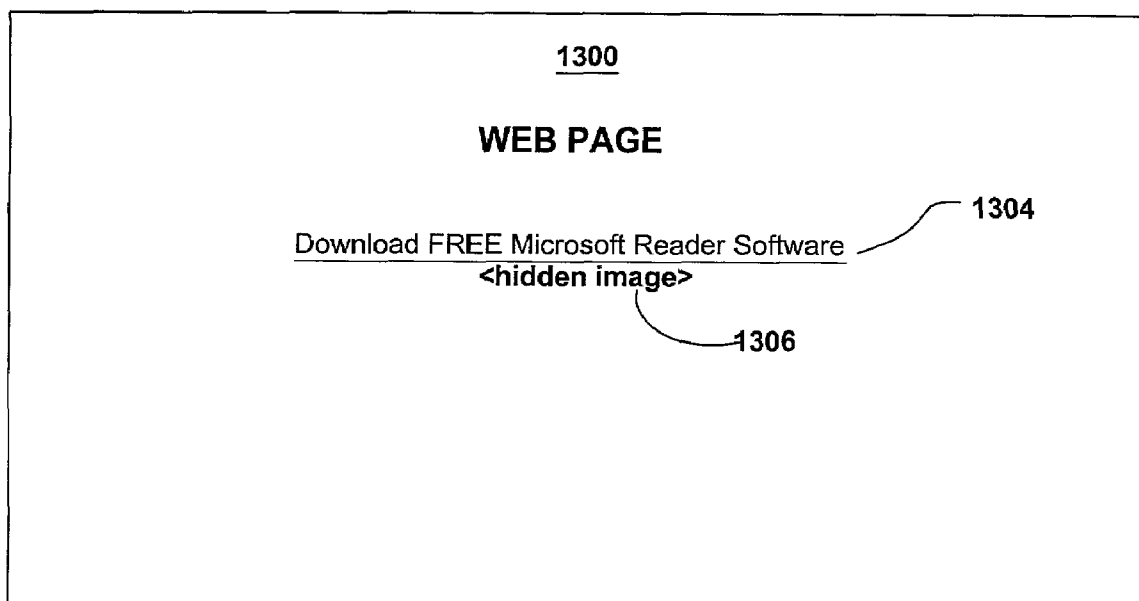 1300
WEB PAGE
1304
Download FREE Microsoft Reader Software
<hidden image>
1306